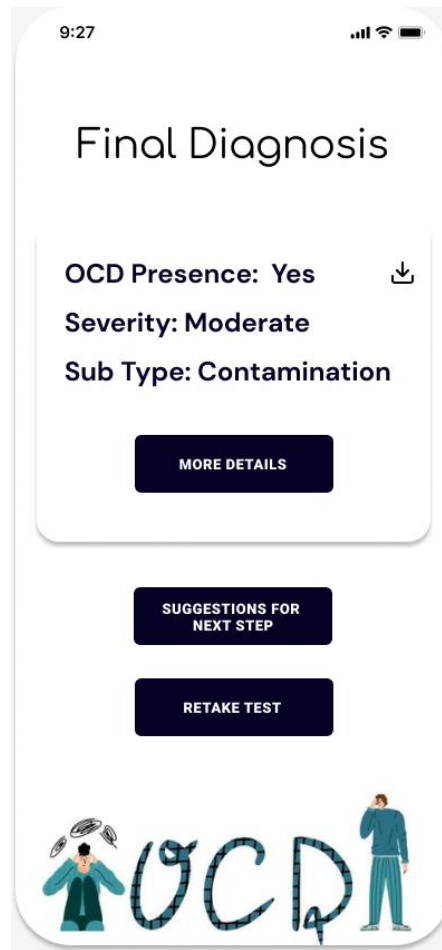 9:27
Final Diagnosis
OCD Presence:  Yes
Severity: Moderate
Sub Type: Contamination
MORE DETAILS
SUGGESTIONS FOR
NEXT STEP
RETAKE TEST
OCD